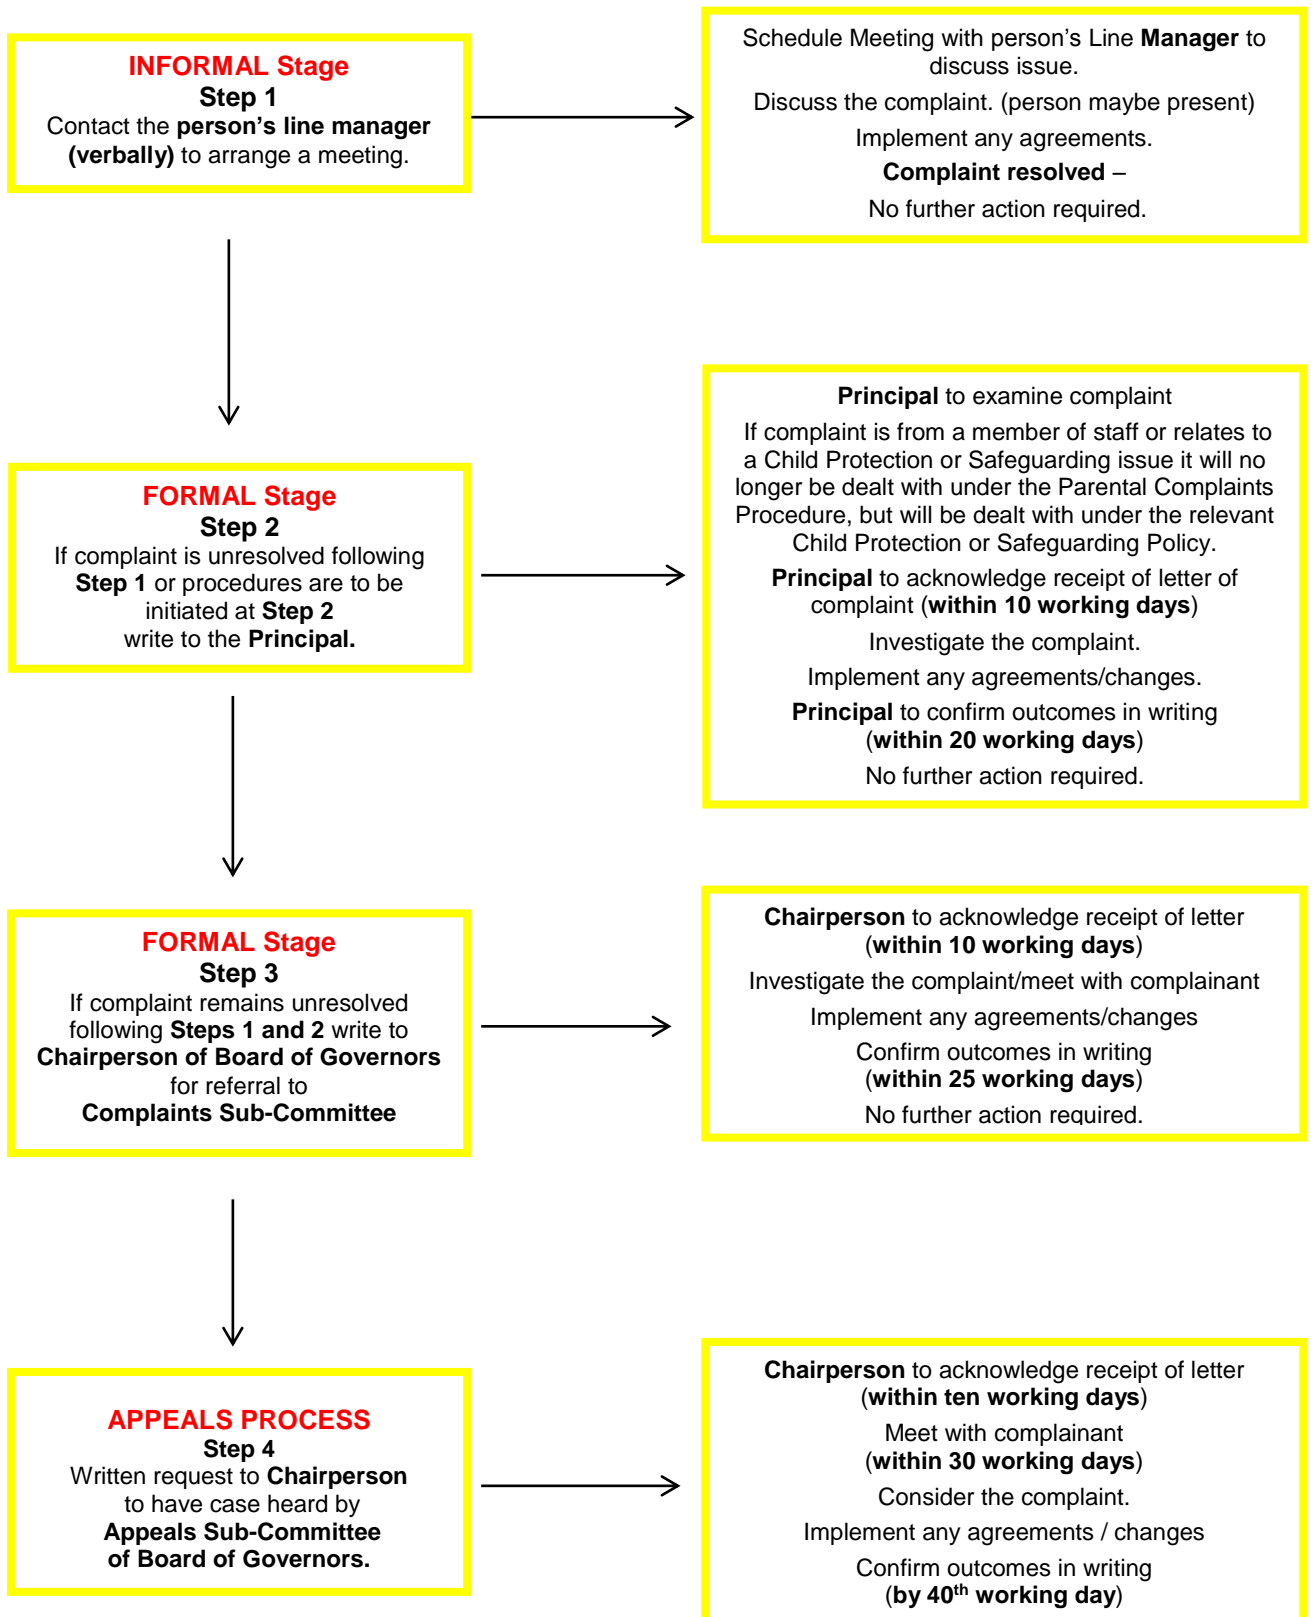 INFORMAL Stage
Step 1
Contact the person's line manager
(verbally) to arrange a meeting.
Schedule Meeting with person's Line Manager to
discuss issue.
Discuss the complaint. (person maybe present)
Implement any agreements.
Complaint resolved –
No further action required.
FORMAL Stage
Step 2
If complaint is unresolved following
Step 1 or procedures are to be
initiated at Step 2
write to the Principal.
Principal to examine complaint
If complaint is from a member of staff or relates to
a Child Protection or Safeguarding issue it will no
longer be dealt with under the Parental Complaints
Procedure, but will be dealt with under the relevant
Child Protection or Safeguarding Policy.
Principal to acknowledge receipt of letter of
complaint (within 10 working days)
Investigate the complaint.
Implement any agreements/changes.
Principal to confirm outcomes in writing
(within 20 working days)
No further action required.
FORMAL Stage
Step 3
If complaint remains unresolved
following Steps 1 and 2 write to
Chairperson of Board of Governors
for referral to
Complaints Sub-Committee
Chairperson to acknowledge receipt of letter
(within 10 working days)
Investigate the complaint/meet with complainant
Implement any agreements/changes
Confirm outcomes in writing
(within 25 working days)
No further action required.
APPEALS PROCESS
Step 4
Written request to Chairperson
to have case heard by
Appeals Sub-Committee
of Board of Governors.
Chairperson to acknowledge receipt of letter
(within ten working days)
Meet with complainant
(within 30 working days)
Consider the complaint.
Implement any agreements / changes
Confirm outcomes in writing
(by 40th working day)